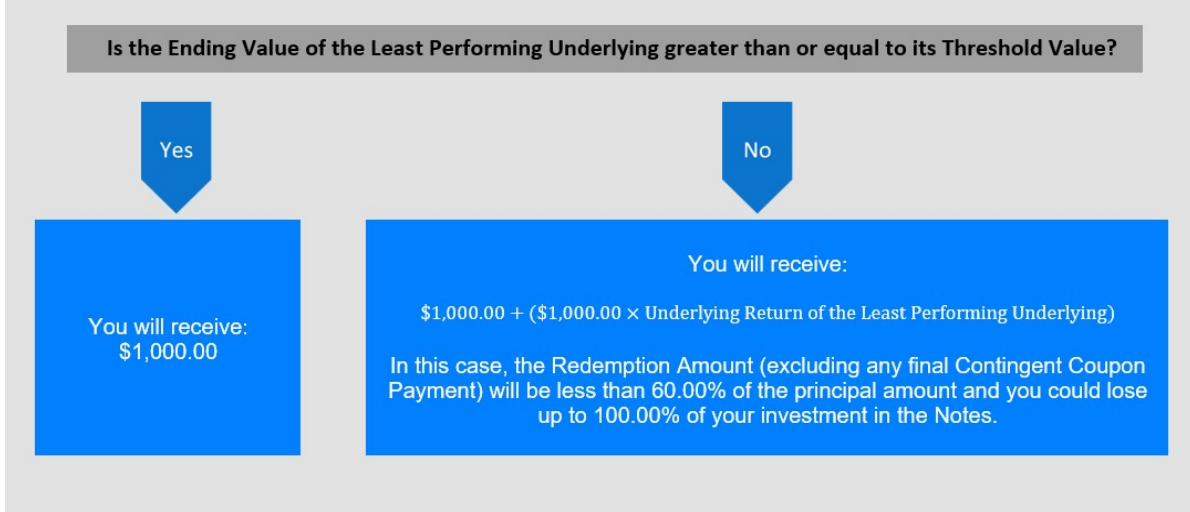 Is the Ending Value of the Least Performing Underlying greater than or equal to its Threshold Value?
Yes
No
You will receive:
$1,000.00
You will receive:
$1,000.00 + ($1,000.00 × Underlying Return of the Least Performing Underlying)
In this case, the Redemption Amount (excluding any final Contingent Coupon
Payment) will be less than 60.00% of the principal amount and you could lose
up to 100.00% of your investment in the Notes.